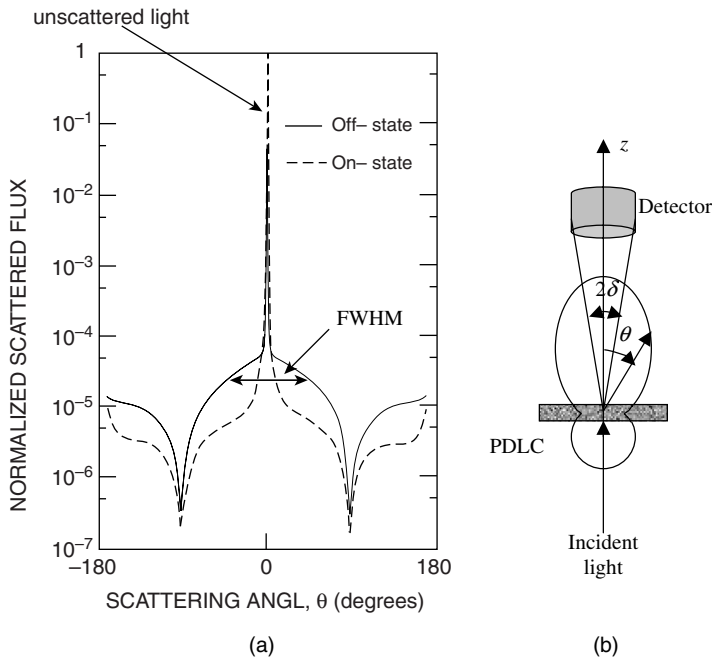 unscattered light
1
10⁻¹
10⁻²
10⁻³
10⁻⁴
10⁻⁵
10⁻⁶
10⁻⁷
NORMALIZED SCATTERED FLUX
Off– state
On– state
FWHM
–180 0 180
SCATTERING ANGL, θ (degrees)
(a)
z
Detector
2δ
θ
PDLC
Incident
light
(b)